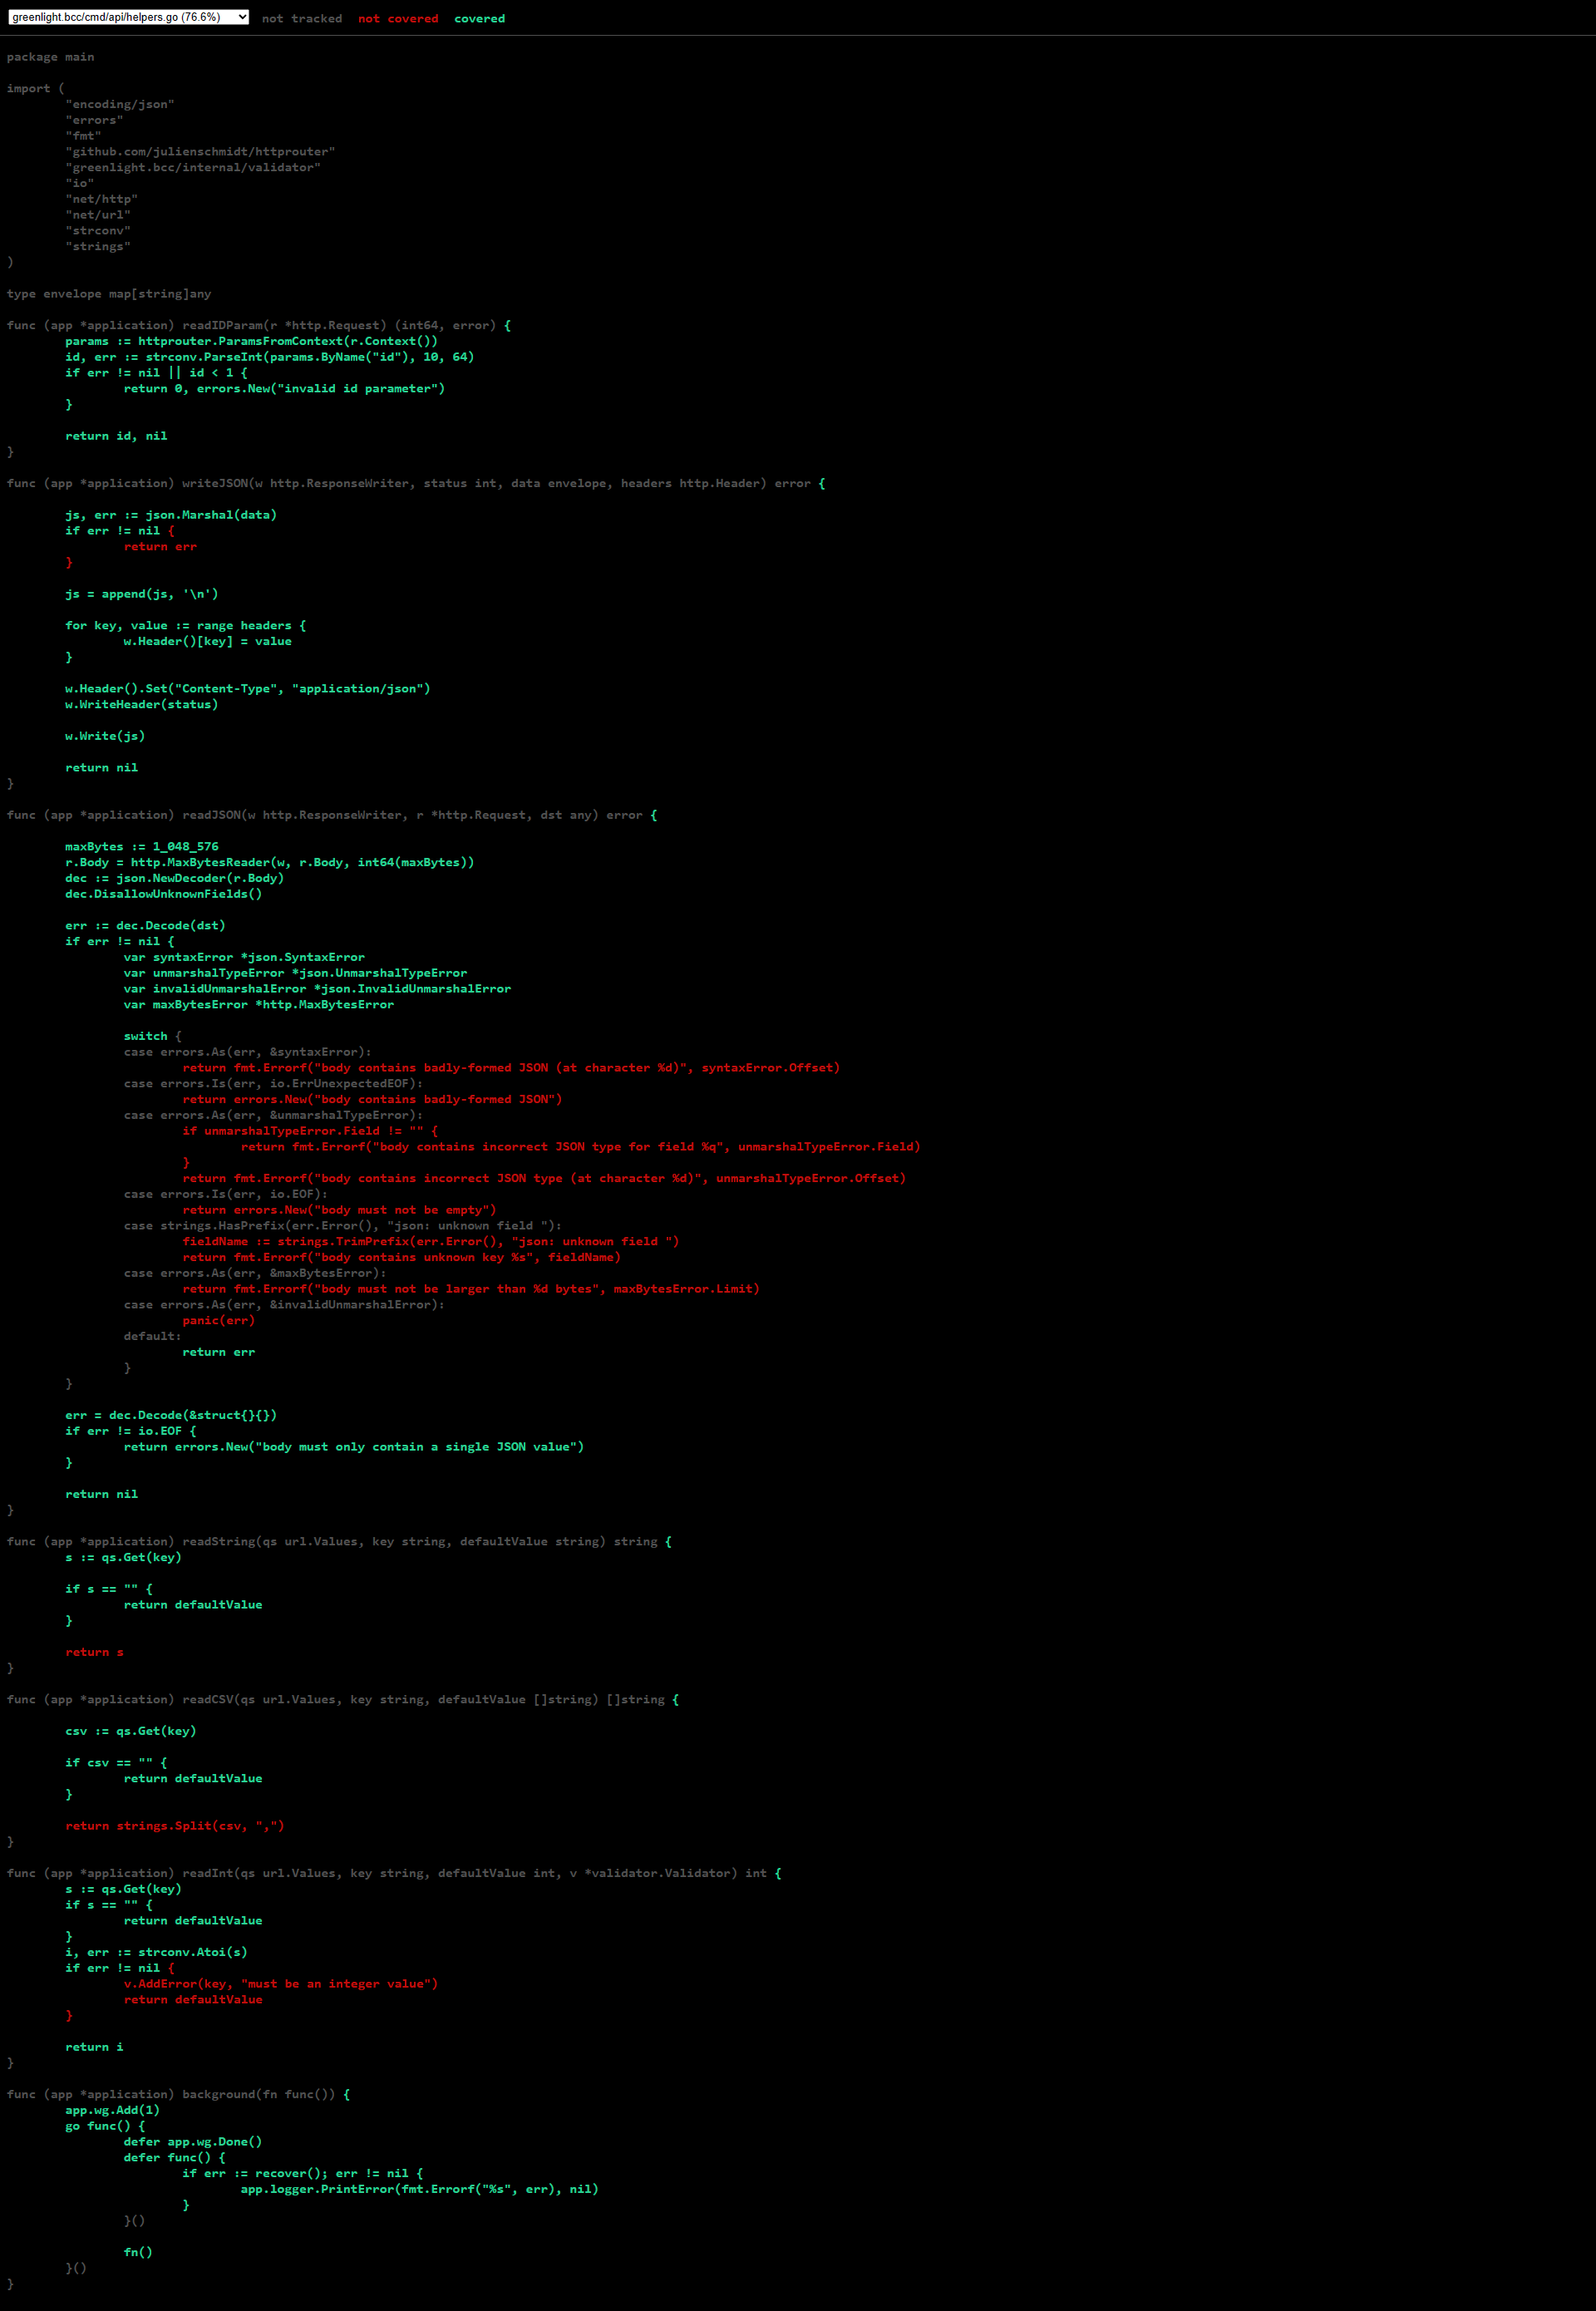 greenlight.bcc/cmd/api/helpers.go (76.6%) not tracked not covered covered
package main
import (
"encoding/json"
"errors"
"fmt"
"github.com/julienschmidt/httprouter"
"greenlight.bcc/internal/validator"
"io"
"net/http"
"net/url"
"strconv"
"strings"
)
type envelope map[string]any
func (app *application) readIDParam(r *http.Request) (int64, error) {
params := httprouter.ParamsFromContext(r.Context())
id, err := strconv.ParseInt(params.ByName("id"), 10, 64)
if err != nil || id < 1 {
return 0, errors.New("invalid id parameter")
}
return id, nil
}
func (app *application) writeJSON(w http.ResponseWriter, status int, data envelope, headers http.Header) error {
js, err := json.Marshal(data)
if err != nil {
return err
}
js = append(js, '\n')
for key, value := range headers {
w.Header()[key] = value
}
w.Header().Set("Content-Type", "application/json")
w.WriteHeader(status)
w.Write(js)
return nil
}
func (app *application) readJSON(w http.ResponseWriter, r *http.Request, dst any) error {
maxBytes := 1_048_576
r.Body = http.MaxBytesReader(w, r.Body, int64(maxBytes))
dec := json.NewDecoder(r.Body)
dec.DisallowUnknownFields()
err := dec.Decode(dst)
if err != nil {
var syntaxError *json.SyntaxError
var unmarshalTypeError *json.UnmarshalTypeError
var invalidUnmarshalError *json.InvalidUnmarshalError
var maxBytesError *http.MaxBytesError
switch {
case errors.As(err, &syntaxError):
return fmt.Errorf("body contains badly-formed JSON (at character %d)", syntaxError.Offset)
case errors.Is(err, io.ErrUnexpectedEOF):
return errors.New("body contains badly-formed JSON")
case errors.As(err, &unmarshalTypeError):
if unmarshalTypeError.Field != "" {
return fmt.Errorf("body contains incorrect JSON type for field %q", unmarshalTypeError.Field)
}
return fmt.Errorf("body contains incorrect JSON type (at character %d)", unmarshalTypeError.Offset)
case errors.Is(err, io.EOF):
return errors.New("body must not be empty")
case strings.HasPrefix(err.Error(), "json: unknown field "):
fieldName := strings.TrimPrefix(err.Error(), "json: unknown field ")
return fmt.Errorf("body contains unknown key %s", fieldName)
case errors.As(err, &maxBytesError):
return fmt.Errorf("body must not be larger than %d bytes", maxBytesError.Limit)
case errors.As(err, &invalidUnmarshalError):
panic(err)
default:
return err
}
}
err = dec.Decode(&struct{}{})
if err != io.EOF {
return errors.New("body must only contain a single JSON value")
}
return nil
}
func (app *application) readString(qs url.Values, key string, defaultValue string) string {
s := qs.Get(key)
if s == "" {
return defaultValue
}
return s
}
func (app *application) readCSV(qs url.Values, key string, defaultValue []string) []string {
csv := qs.Get(key)
if csv == "" {
return defaultValue
}
return strings.Split(csv, ",")
}
func (app *application) readInt(qs url.Values, key string, defaultValue int, v *validator.Validator) int {
s := qs.Get(key)
if s == "" {
return defaultValue
}
i, err := strconv.Atoi(s)
if err != nil {
v.AddError(key, "must be an integer value")
return defaultValue
}
return i
}
func (app *application) background(fn func()) {
app.wg.Add(1)
go func() {
defer app.wg.Done()
defer func() {
if err := recover(); err != nil {
app.logger.PrintError(fmt.Errorf("%s", err), nil)
}
}()
fn()
}()
}